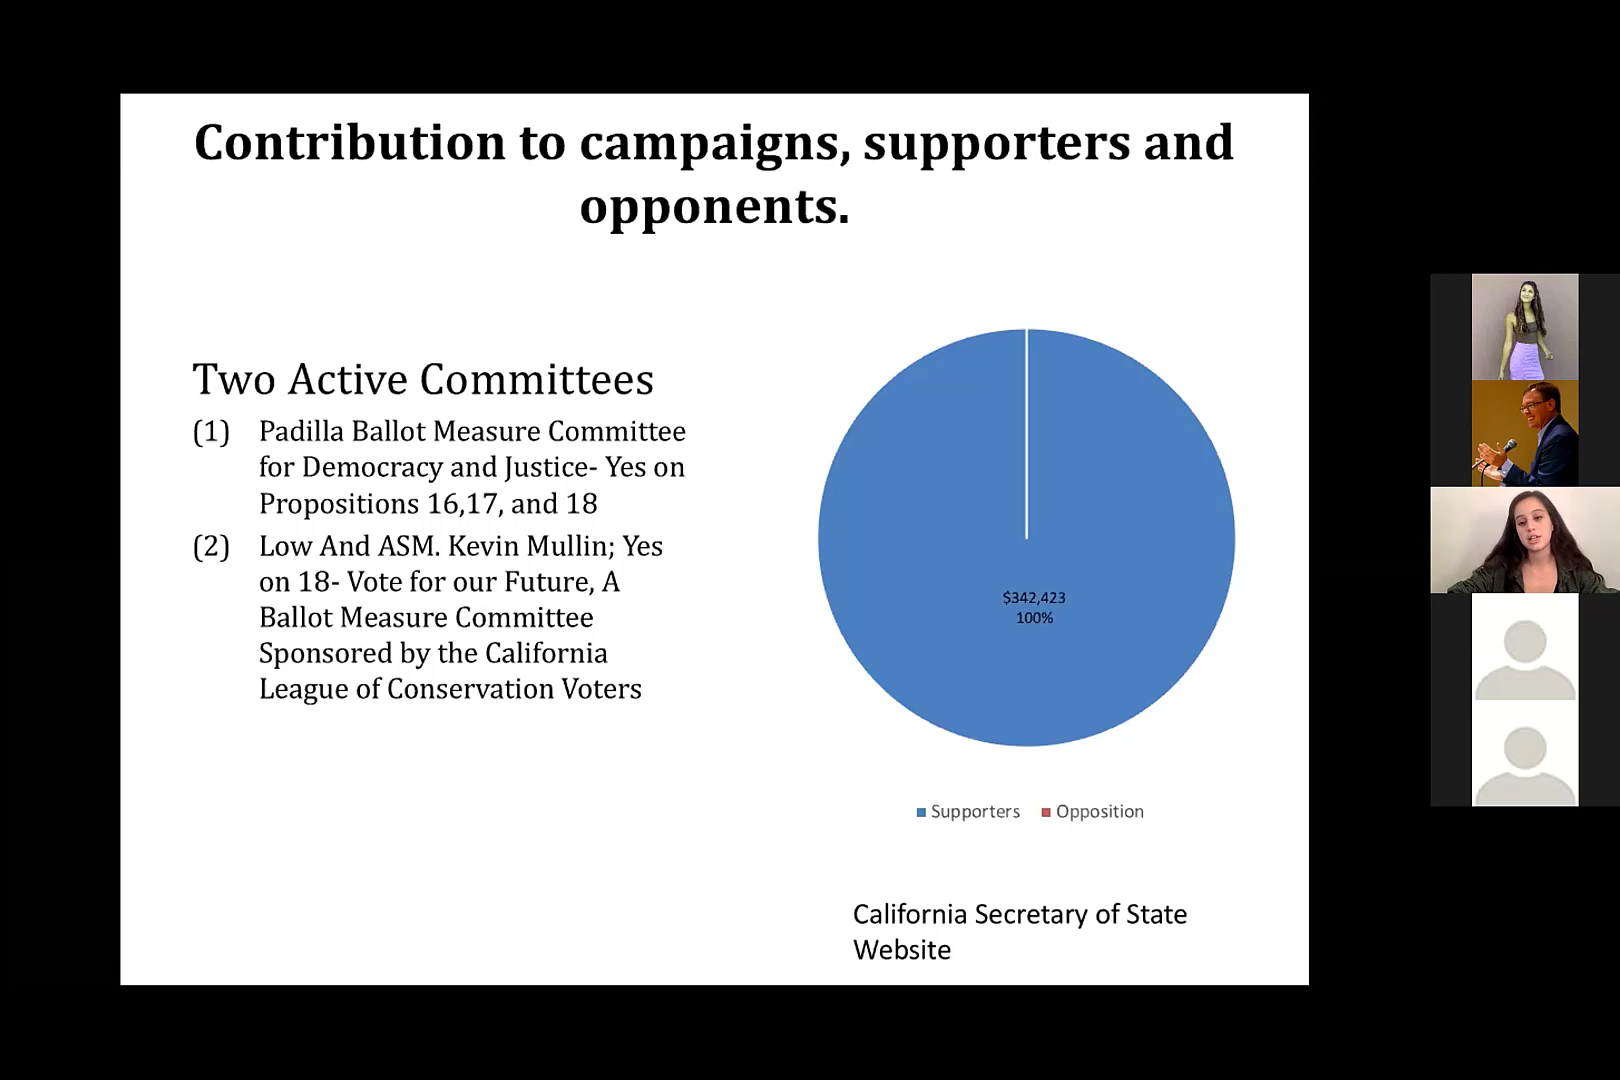 Contribution to campaigns, supporters and
opponents.
Two Active Committees
(1) Padilla Ballot Measure Committee
for Democracy and Justice- Yes on
Propositions 16,17, and 18
(2) Low And ASM. Kevin Mullin; Yes
on 18- Vote for our Future, A
Ballot Measure Committee
Sponsored by the California
League of Conservation Voters
$342,423
100%
Supporters Opposition
California Secretary of State
Website